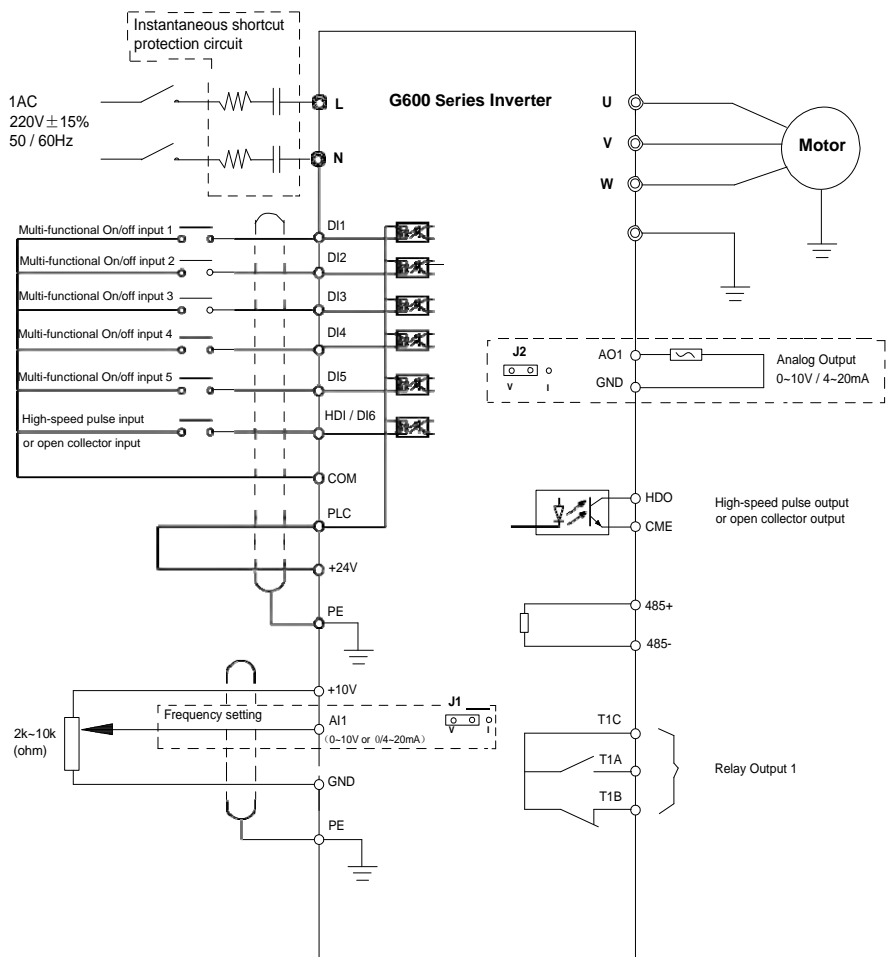 Instantaneous shortcut
protection circuit
1AC
220V±15%
50 / 60Hz
L
N
G600 Series Inverter
U
V
W
Motor
Multi-functional On/off input 1
DI1
Multi-functional On/off input 2
DI2
Multi-functional On/off input 3
DI3
Multi-functional On/off input 4
DI4
Multi-functional On/off input 5
DI5
High-speed pulse input
or open collector input
HDI / DI6
COM
PLC
+24V
PE
J2
V
I
AO1
GND
Analog Output
0~10V / 4~20mA
HDO
CME
High-speed pulse output
or open collector output
485+
485-
+10V
Frequency setting
J1
V
I
AI1
(0~10V or 0/4~20mA)
2k~10k
(ohm)
GND
PE
T1C
T1A
T1B
Relay Output 1